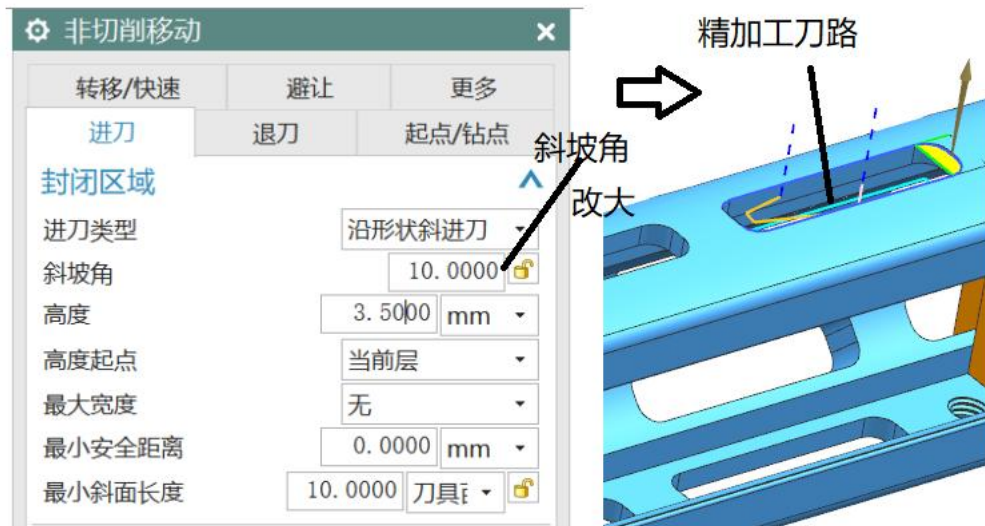 非切削移动
转移/快速 避让 更多
进刀 退刀 起点/钻点
封闭区域
进刀类型 沿形状斜进刀
斜坡角 10.0000
高度 3.5000 mm
高度起点 当前层
最大宽度 无
最小安全距离 0.0000 mm
最小斜面长度 10.0000 刀具
斜坡角
改大
精加工刀路